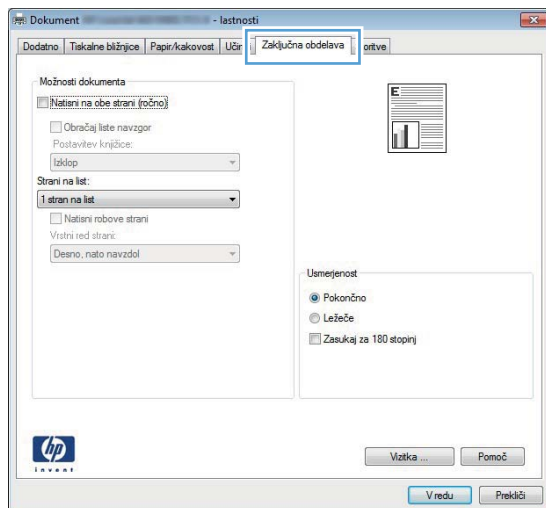 Dokument - lastnosti
Dodatno Tiskalne bližnjice Papir/kakovost Zaključna obdelava
Možnosti dokumenta
Natisni na obe strani (ročno)
Obračaj liste navzgor
Postavitev knjižice:
Izklop
Strani na list:
1 stran na list
Natisni robove strani
Vrstni red strani:
Desno, nato navzdol
E
Usmerjenost
Pokončno
Ležeče
Zasukaj za 180 stopinj
hp
invent
Vizitka ... Pomoč
V redu Prekliči